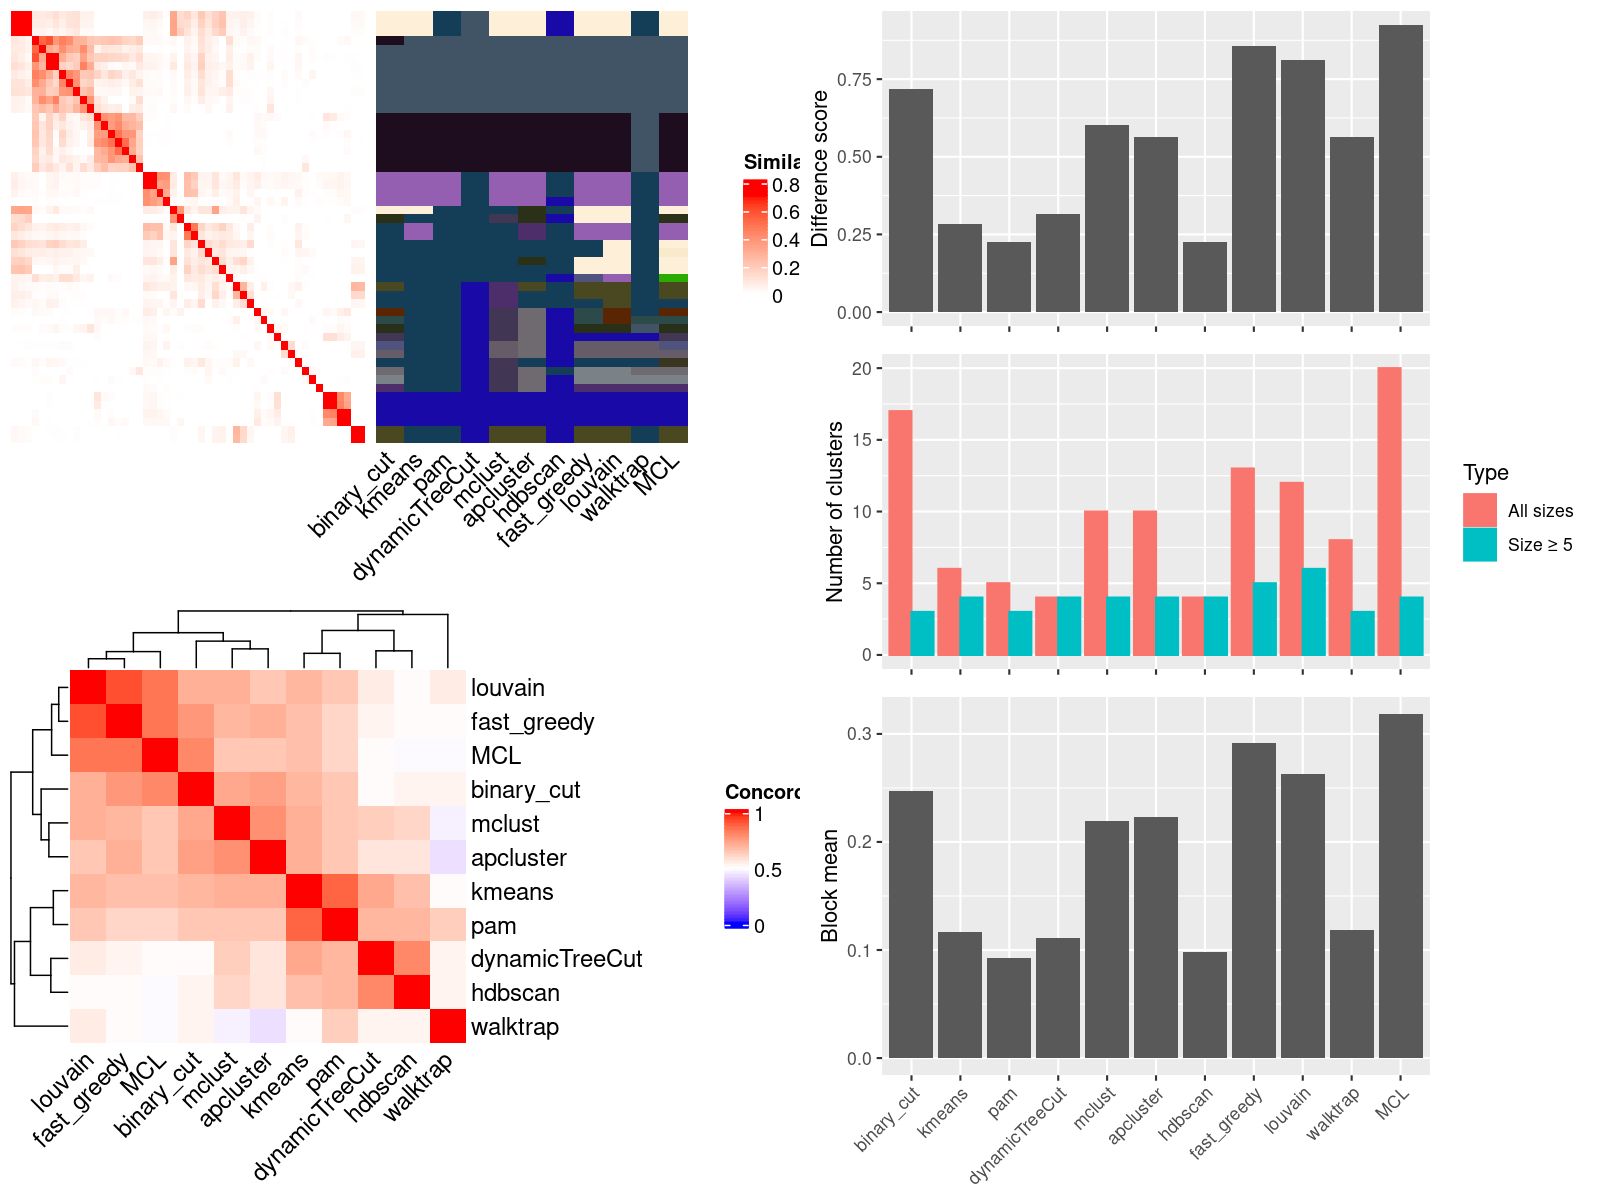 Simila
0.8
0.6
0.4
0.2
0
binary_cut
kmeans
pam
dynamicTreeCut
mclust
apcluster
hdbscan
fast_greedy
louvain
walktrap
MCL
louvain
fast_greedy
MCL
binary_cut
mclust
apcluster
kmeans
pam
dynamicTreeCut
hdbscan
walktrap
louvain
fast_greedy
MCL
binary_cut
mclust
apcluster
kmeans
pam
dynamicTreeCut
hdbscan
walktrap
Concord
1
0.5
0
Difference score
0.75
0.50
0.25
0.00
Number of clusters
20
15
10
5
0
Type
All sizes
Size ≥ 5
Block mean
0.3
0.2
0.1
0.0
binary_cut
kmeans
pam
dynamicTreeCut
mclust
apcluster
hdbscan
fast_greedy
louvain
walktrap
MCL